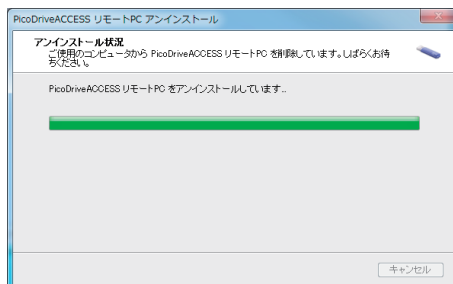 PicoDriveACCESS リモートPC アンインストール
アンインストール状況
ご使用のコンピュータから PicoDriveACCESS リモートPC を削除しています。しばらくお待
ちください。
PicoDriveACCESS リモートPC をアンインストールしています...
キャンセル